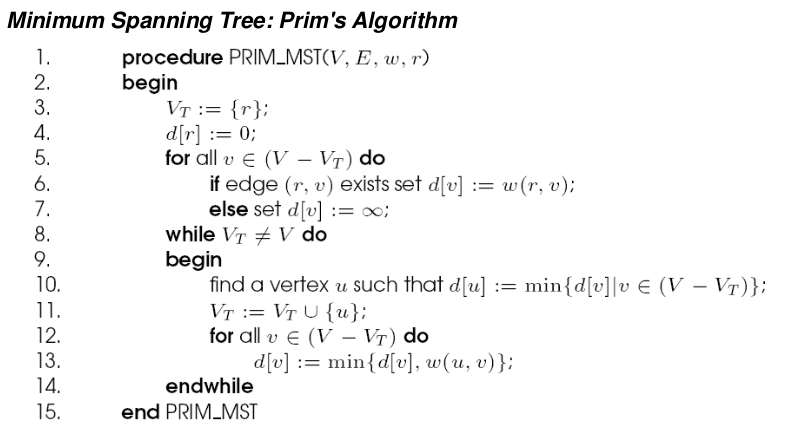 Minimum Spanning Tree: Prim's Algorithm
1. procedure PRIM_MST(V, E, w, r)
2. begin
3. V_T := {r};
4. d[r] := 0;
5. for all v ∈ (V − V_T) do
6. if edge (r, v) exists set d[v] := w(r, v);
7. else set d[v] := ∞;
8. while V_T ≠ V do
9. begin
10. find a vertex u such that d[u] := min{d[v]|v ∈ (V − V_T)};
11. V_T := V_T ∪ {u};
12. for all v ∈ (V − V_T) do
13. d[v] := min{d[v], w(u, v)};
14. endwhile
15. end PRIM_MST